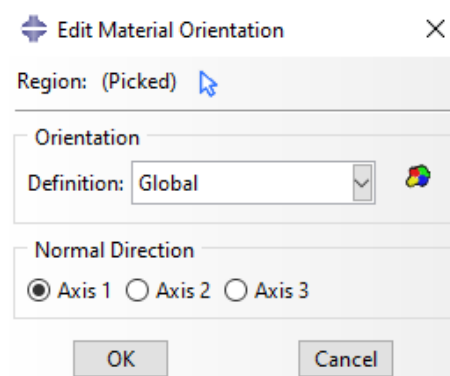 Edit Material Orientation
Region: (Picked)
Orientation
Definition: Global
Normal Direction
Axis 1 Axis 2 Axis 3
OK Cancel